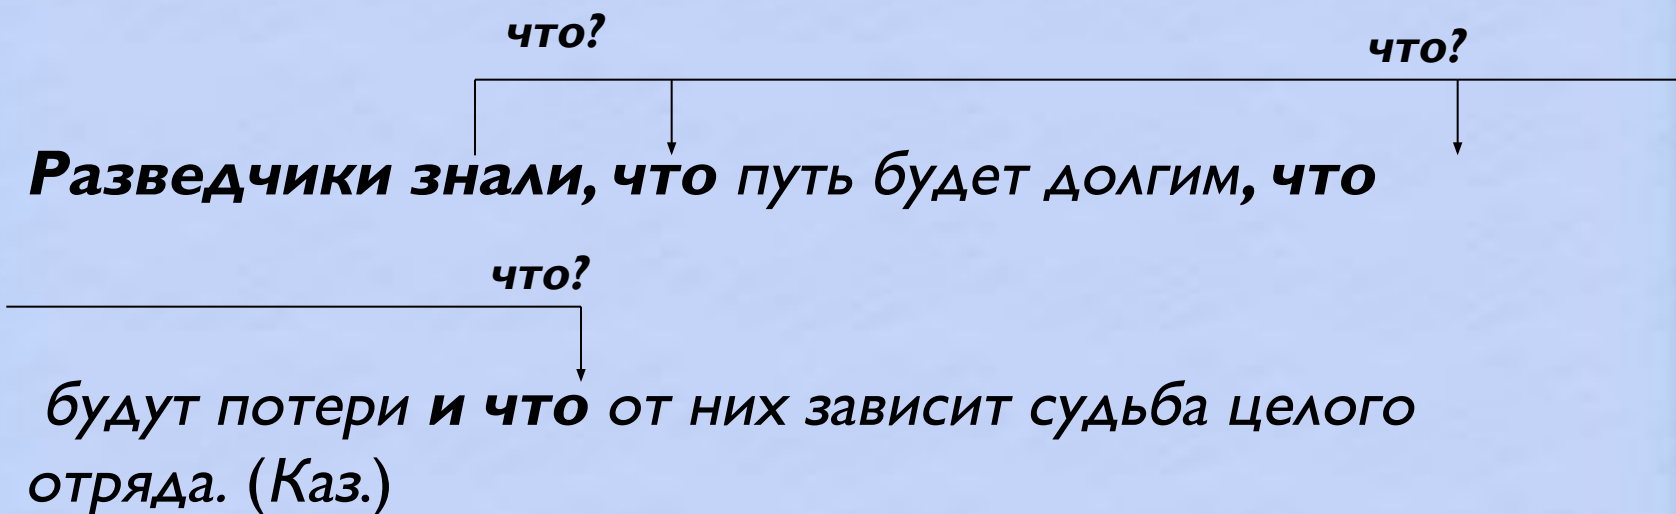 что? что?
Разведчики знали, что путь будет долгим, что
что?
будут потери и что от них зависит судьба целого
отряда. (Каз.)